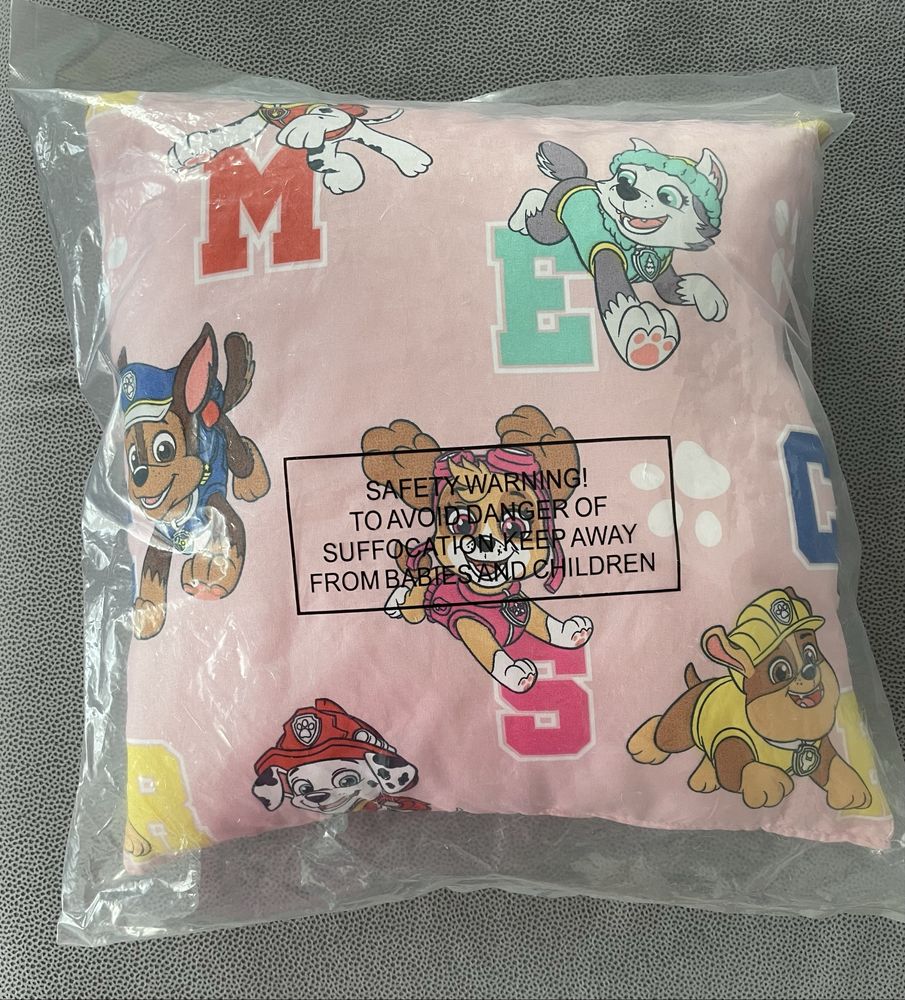 M
E
C
SAFETY WARNING!
TO AVOID DANGER OF
SUFFOCATION, KEEP AWAY
FROM BABIES AND CHILDREN
S
R